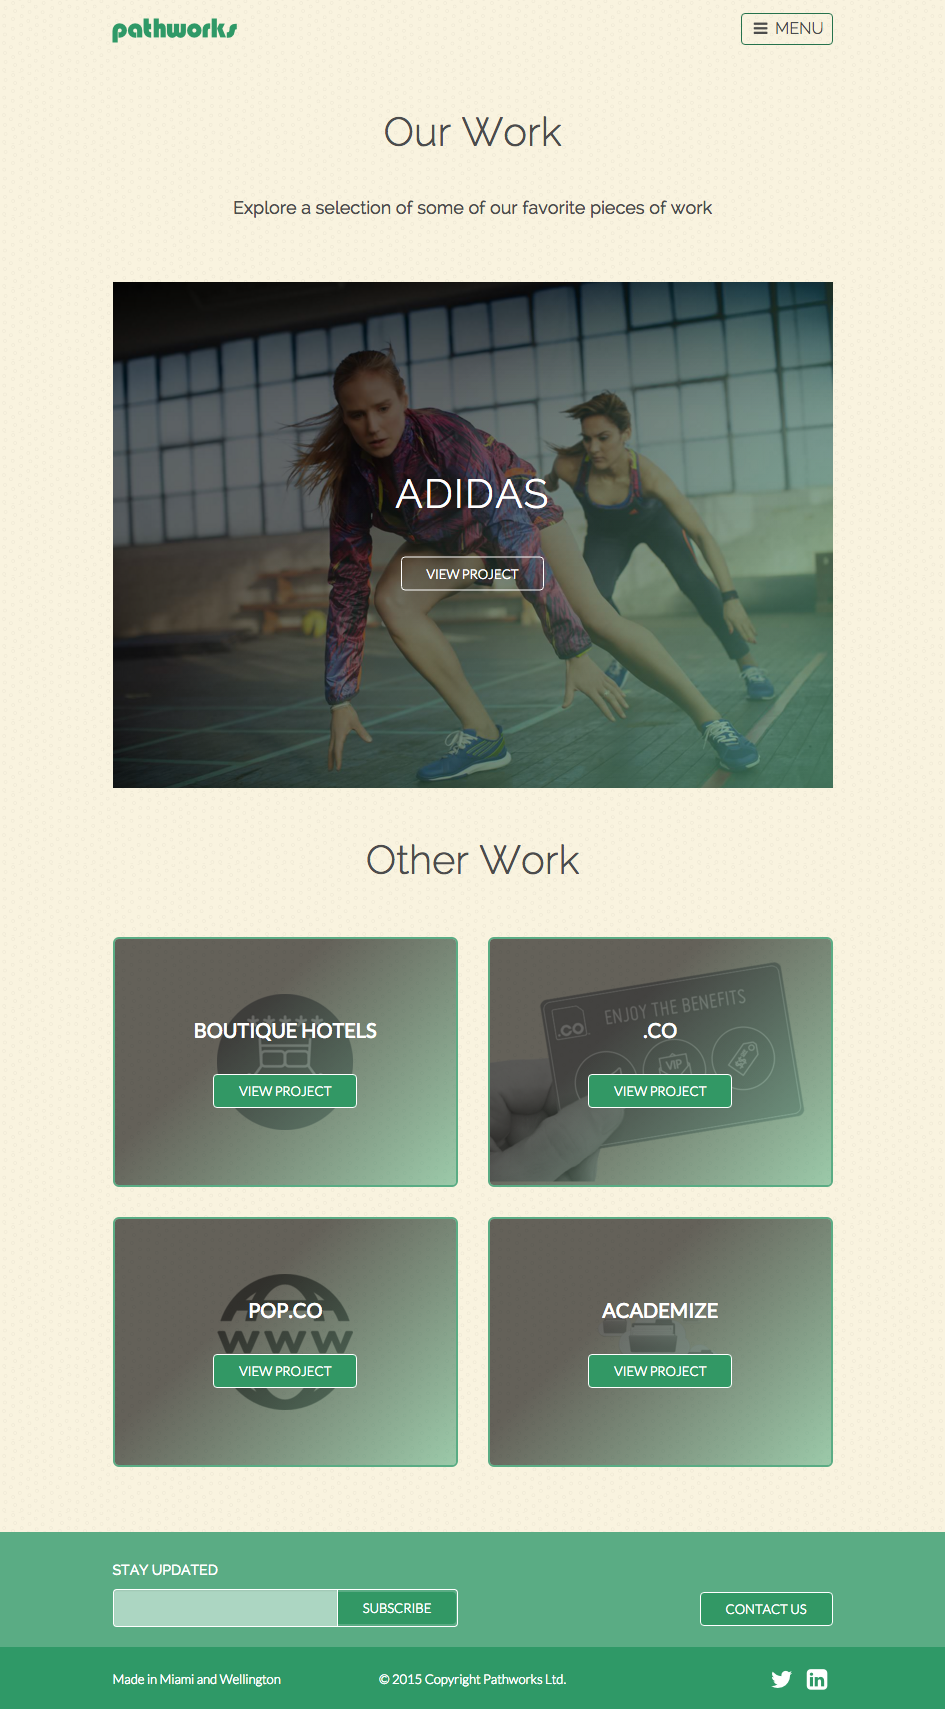 pathworks
MENU
Our Work
Explore a selection of some of our favorite pieces of work
ADIDAS
VIEW PROJECT
Other Work
BOUTIQUE HOTELS
VIEW PROJECT
ENJOY THE BENEFITS
.CO
.CO
VIP
$$
VIEW PROJECT
POP.CO
WWW
VIEW PROJECT
ACADEMIZE
VIEW PROJECT
STAY UPDATED
SUBSCRIBE
CONTACT US
Made in Miami and Wellington
© 2015 Copyright Pathworks Ltd.
in